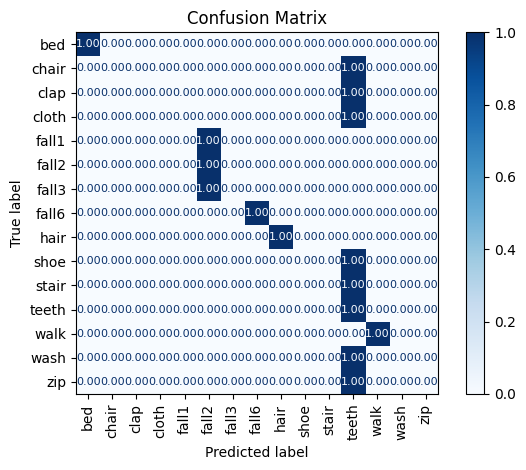 Confusion Matrix
bed 1.00 0.00 0.00 0.00 0.00 0.00 0.00 0.00 0.00 0.00 0.00 0.00 0.00 0.00 0.00
chair 0.00 0.00 0.00 0.00 0.00 0.00 0.00 0.00 0.00 0.00 0.00 1.00 0.00 0.00 0.00
clap 0.00 0.00 0.00 0.00 0.00 0.00 0.00 0.00 0.00 0.00 0.00 1.00 0.00 0.00 0.00
cloth 0.00 0.00 0.00 0.00 0.00 0.00 0.00 0.00 0.00 0.00 0.00 1.00 0.00 0.00 0.00
fall1 0.00 0.00 0.00 0.00 0.00 1.00 0.00 0.00 0.00 0.00 0.00 0.00 0.00 0.00 0.00
fall2 0.00 0.00 0.00 0.00 0.00 1.00 0.00 0.00 0.00 0.00 0.00 0.00 0.00 0.00 0.00
fall3 0.00 0.00 0.00 0.00 0.00 1.00 0.00 0.00 0.00 0.00 0.00 0.00 0.00 0.00 0.00
fall6 0.00 0.00 0.00 0.00 0.00 0.00 0.00 1.00 0.00 0.00 0.00 0.00 0.00 0.00 0.00
hair 0.00 0.00 0.00 0.00 0.00 0.00 0.00 0.00 1.00 0.00 0.00 0.00 0.00 0.00 0.00
shoe 0.00 0.00 0.00 0.00 0.00 0.00 0.00 0.00 0.00 0.00 0.00 1.00 0.00 0.00 0.00
stair 0.00 0.00 0.00 0.00 0.00 0.00 0.00 0.00 0.00 0.00 0.00 1.00 0.00 0.00 0.00
teeth 0.00 0.00 0.00 0.00 0.00 0.00 0.00 0.00 0.00 0.00 0.00 1.00 0.00 0.00 0.00
walk 0.00 0.00 0.00 0.00 0.00 0.00 0.00 0.00 0.00 0.00 0.00 0.00 1.00 0.00 0.00
wash 0.00 0.00 0.00 0.00 0.00 0.00 0.00 0.00 0.00 0.00 0.00 1.00 0.00 0.00 0.00
zip 0.00 0.00 0.00 0.00 0.00 0.00 0.00 0.00 0.00 0.00 0.00 1.00 0.00 0.00 0.00
True label
bed chair clap cloth fall1 fall2 fall3 fall6 hair shoe stair teeth walk wash zip
Predicted label
1.0
0.8
0.6
0.4
0.2
0.0